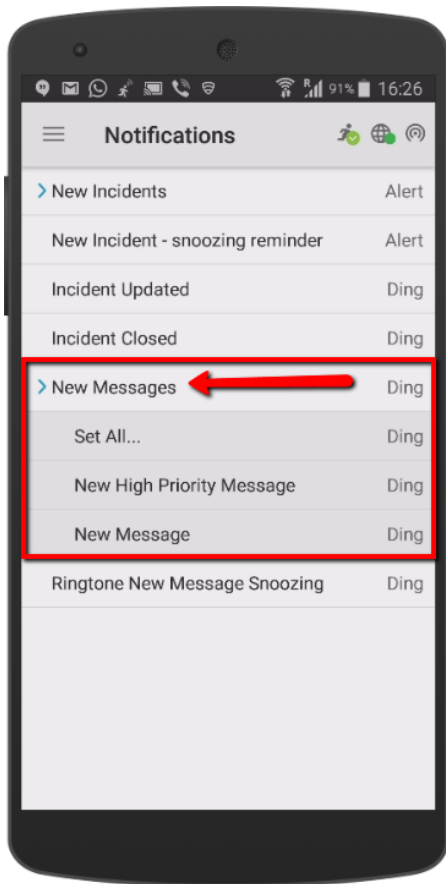 R 91% 16:26
Notifications
New Incidents Alert
New Incident - snoozing reminder Alert
Incident Updated Ding
Incident Closed Ding
New Messages Ding
Set All... Ding
New High Priority Message Ding
New Message Ding
Ringtone New Message Snoozing Ding